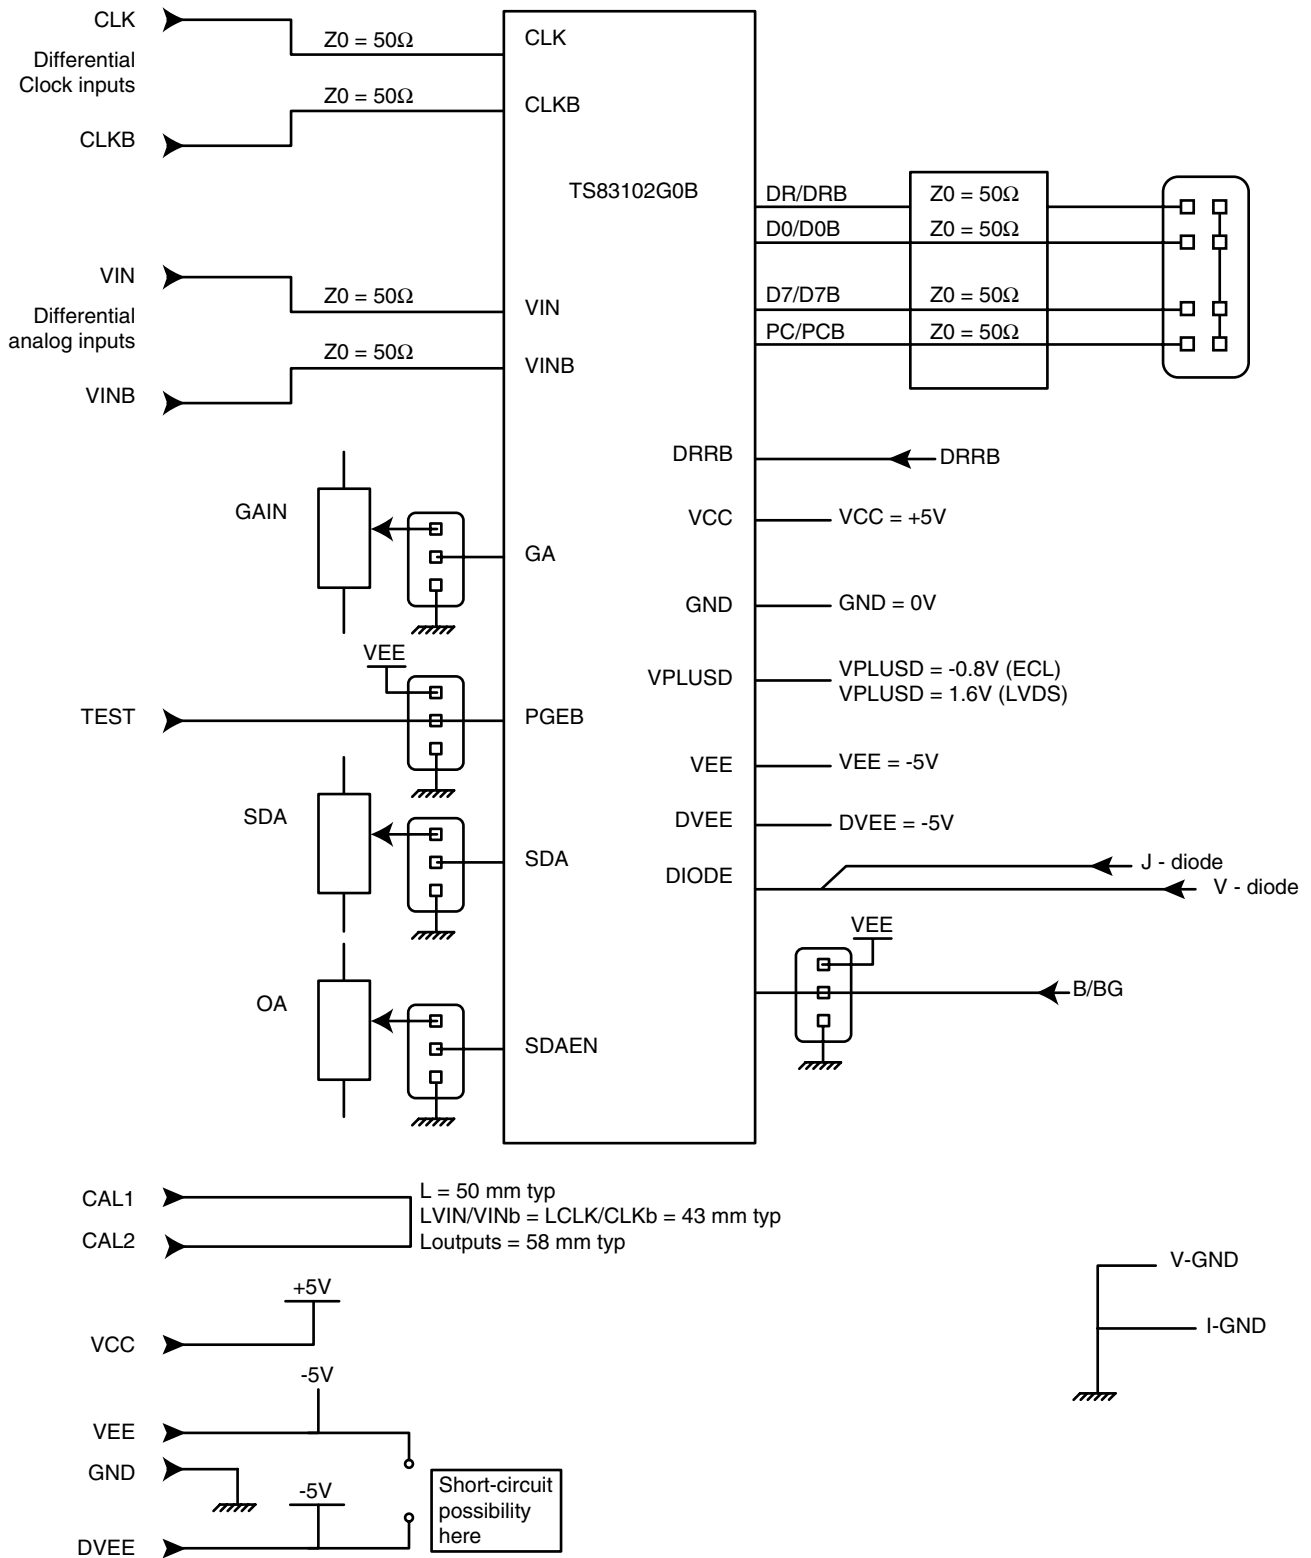 CLK
Differential
Clock inputs
CLKB
Z0 = 50Ω
Z0 = 50Ω
CLK
CLKB
TS83102G0B
VIN
Differential
analog inputs
VINB
Z0 = 50Ω
Z0 = 50Ω
VIN
VINB
DR/DRB
Z0 = 50Ω
D0/D0B
Z0 = 50Ω
D7/D7B
Z0 = 50Ω
PC/PCB
Z0 = 50Ω
GAIN
GA
VEE
TEST
PGEB
SDA
SDA
OA
SDAEN
DRRB
DRRB
VCC
VCC = +5V
GND
GND = 0V
VPLUSD
VPLUSD = -0.8V (ECL)
VPLUSD = 1.6V (LVDS)
VEE
VEE = -5V
DVEE
DVEE = -5V
DIODE
J - diode
V - diode
VEE
B/BG
CAL1
CAL2
L = 50 mm typ
LVIN/VINb = LCLK/CLKb = 43 mm typ
Loutputs = 58 mm typ
+5V
VCC
-5V
VEE
GND
-5V
DVEE
Short-circuit
possibility
here
V-GND
I-GND